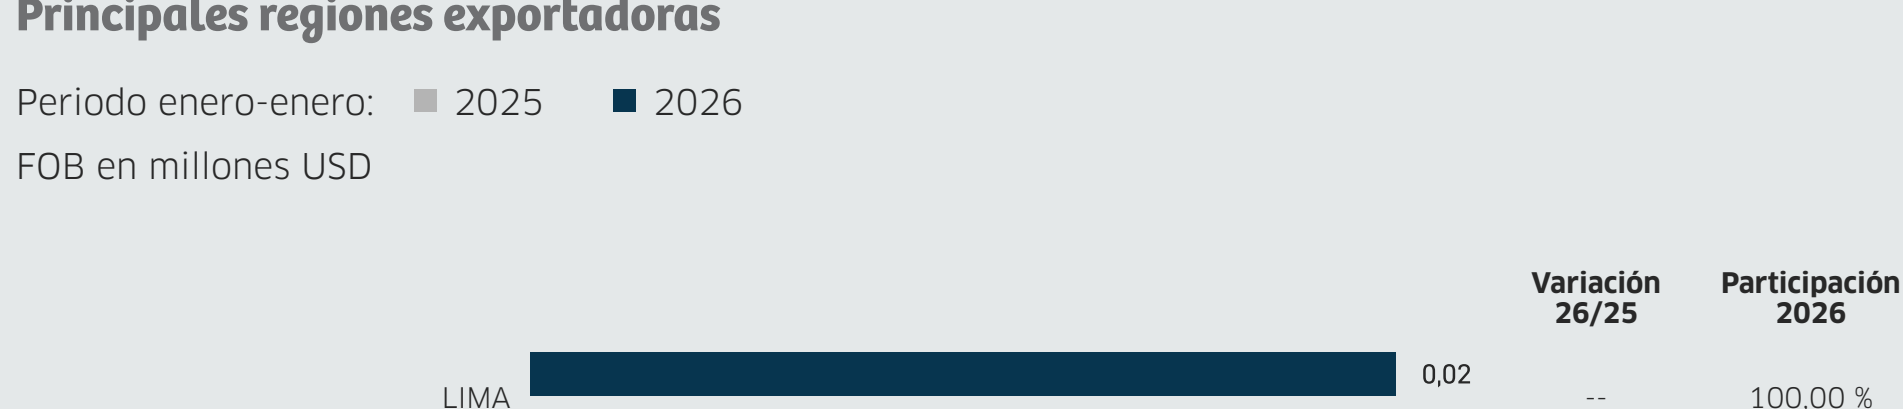 Principales regiones exportadoras
Periodo enero-enero: 2025 2026
FOB en millones USD
Variación Participación
26/25 2026
LIMA 0,02 -- 100,00 %